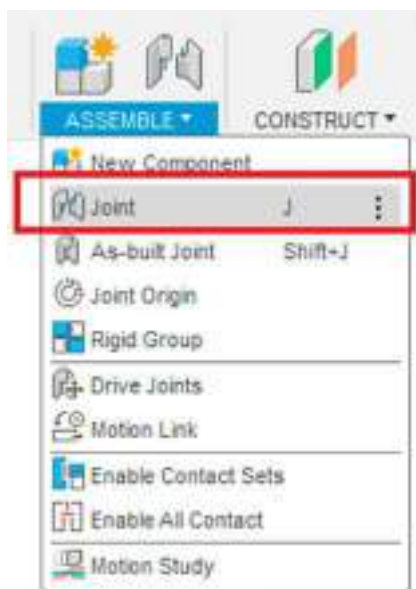 ASSEMBLE CONSTRUCT
New Component
Joint J
As-built Joint Shift+J
Joint Origin
Rigid Group
Drive Joints
Motion Link
Enable Contact Sets
Enable All Contact
Motion Study